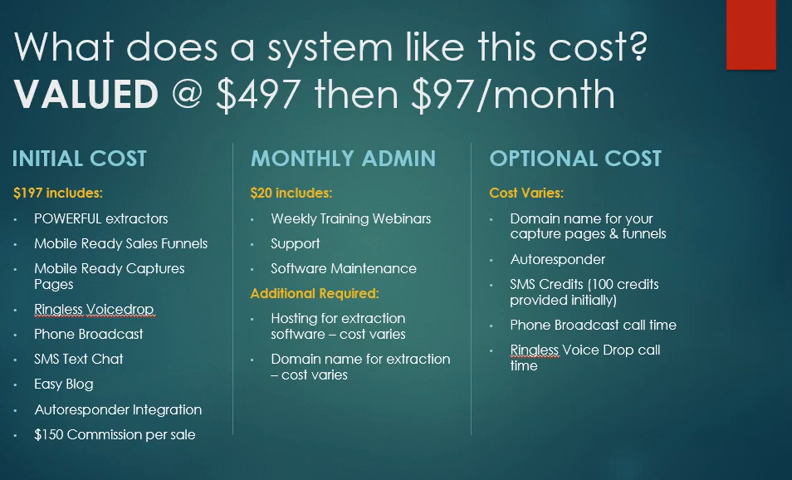 What does a system like this cost?
VALUED @ $497 then $97/month
INITIAL COST
$197 includes:
POWERFUL extractors
Mobile Ready Sales Funnels
Mobile Ready Captures
Pages
Ringless Voicedrop
Phone Broadcast
SMS Text Chat
Easy Blog
Autoresponder Integration
$150 Commission per sale
MONTHLY ADMIN
$20 includes:
Weekly Training Webinars
Support
Software Maintenance
Additional Required:
Hosting for extraction
software – cost varies
Domain name for extraction
– cost varies
OPTIONAL COST
Cost Varies:
Domain name for your
capture pages & funnels
Autoresponder
SMS Credits (100 credits
provided initially)
Phone Broadcast call time
Ringless Voice Drop call
time